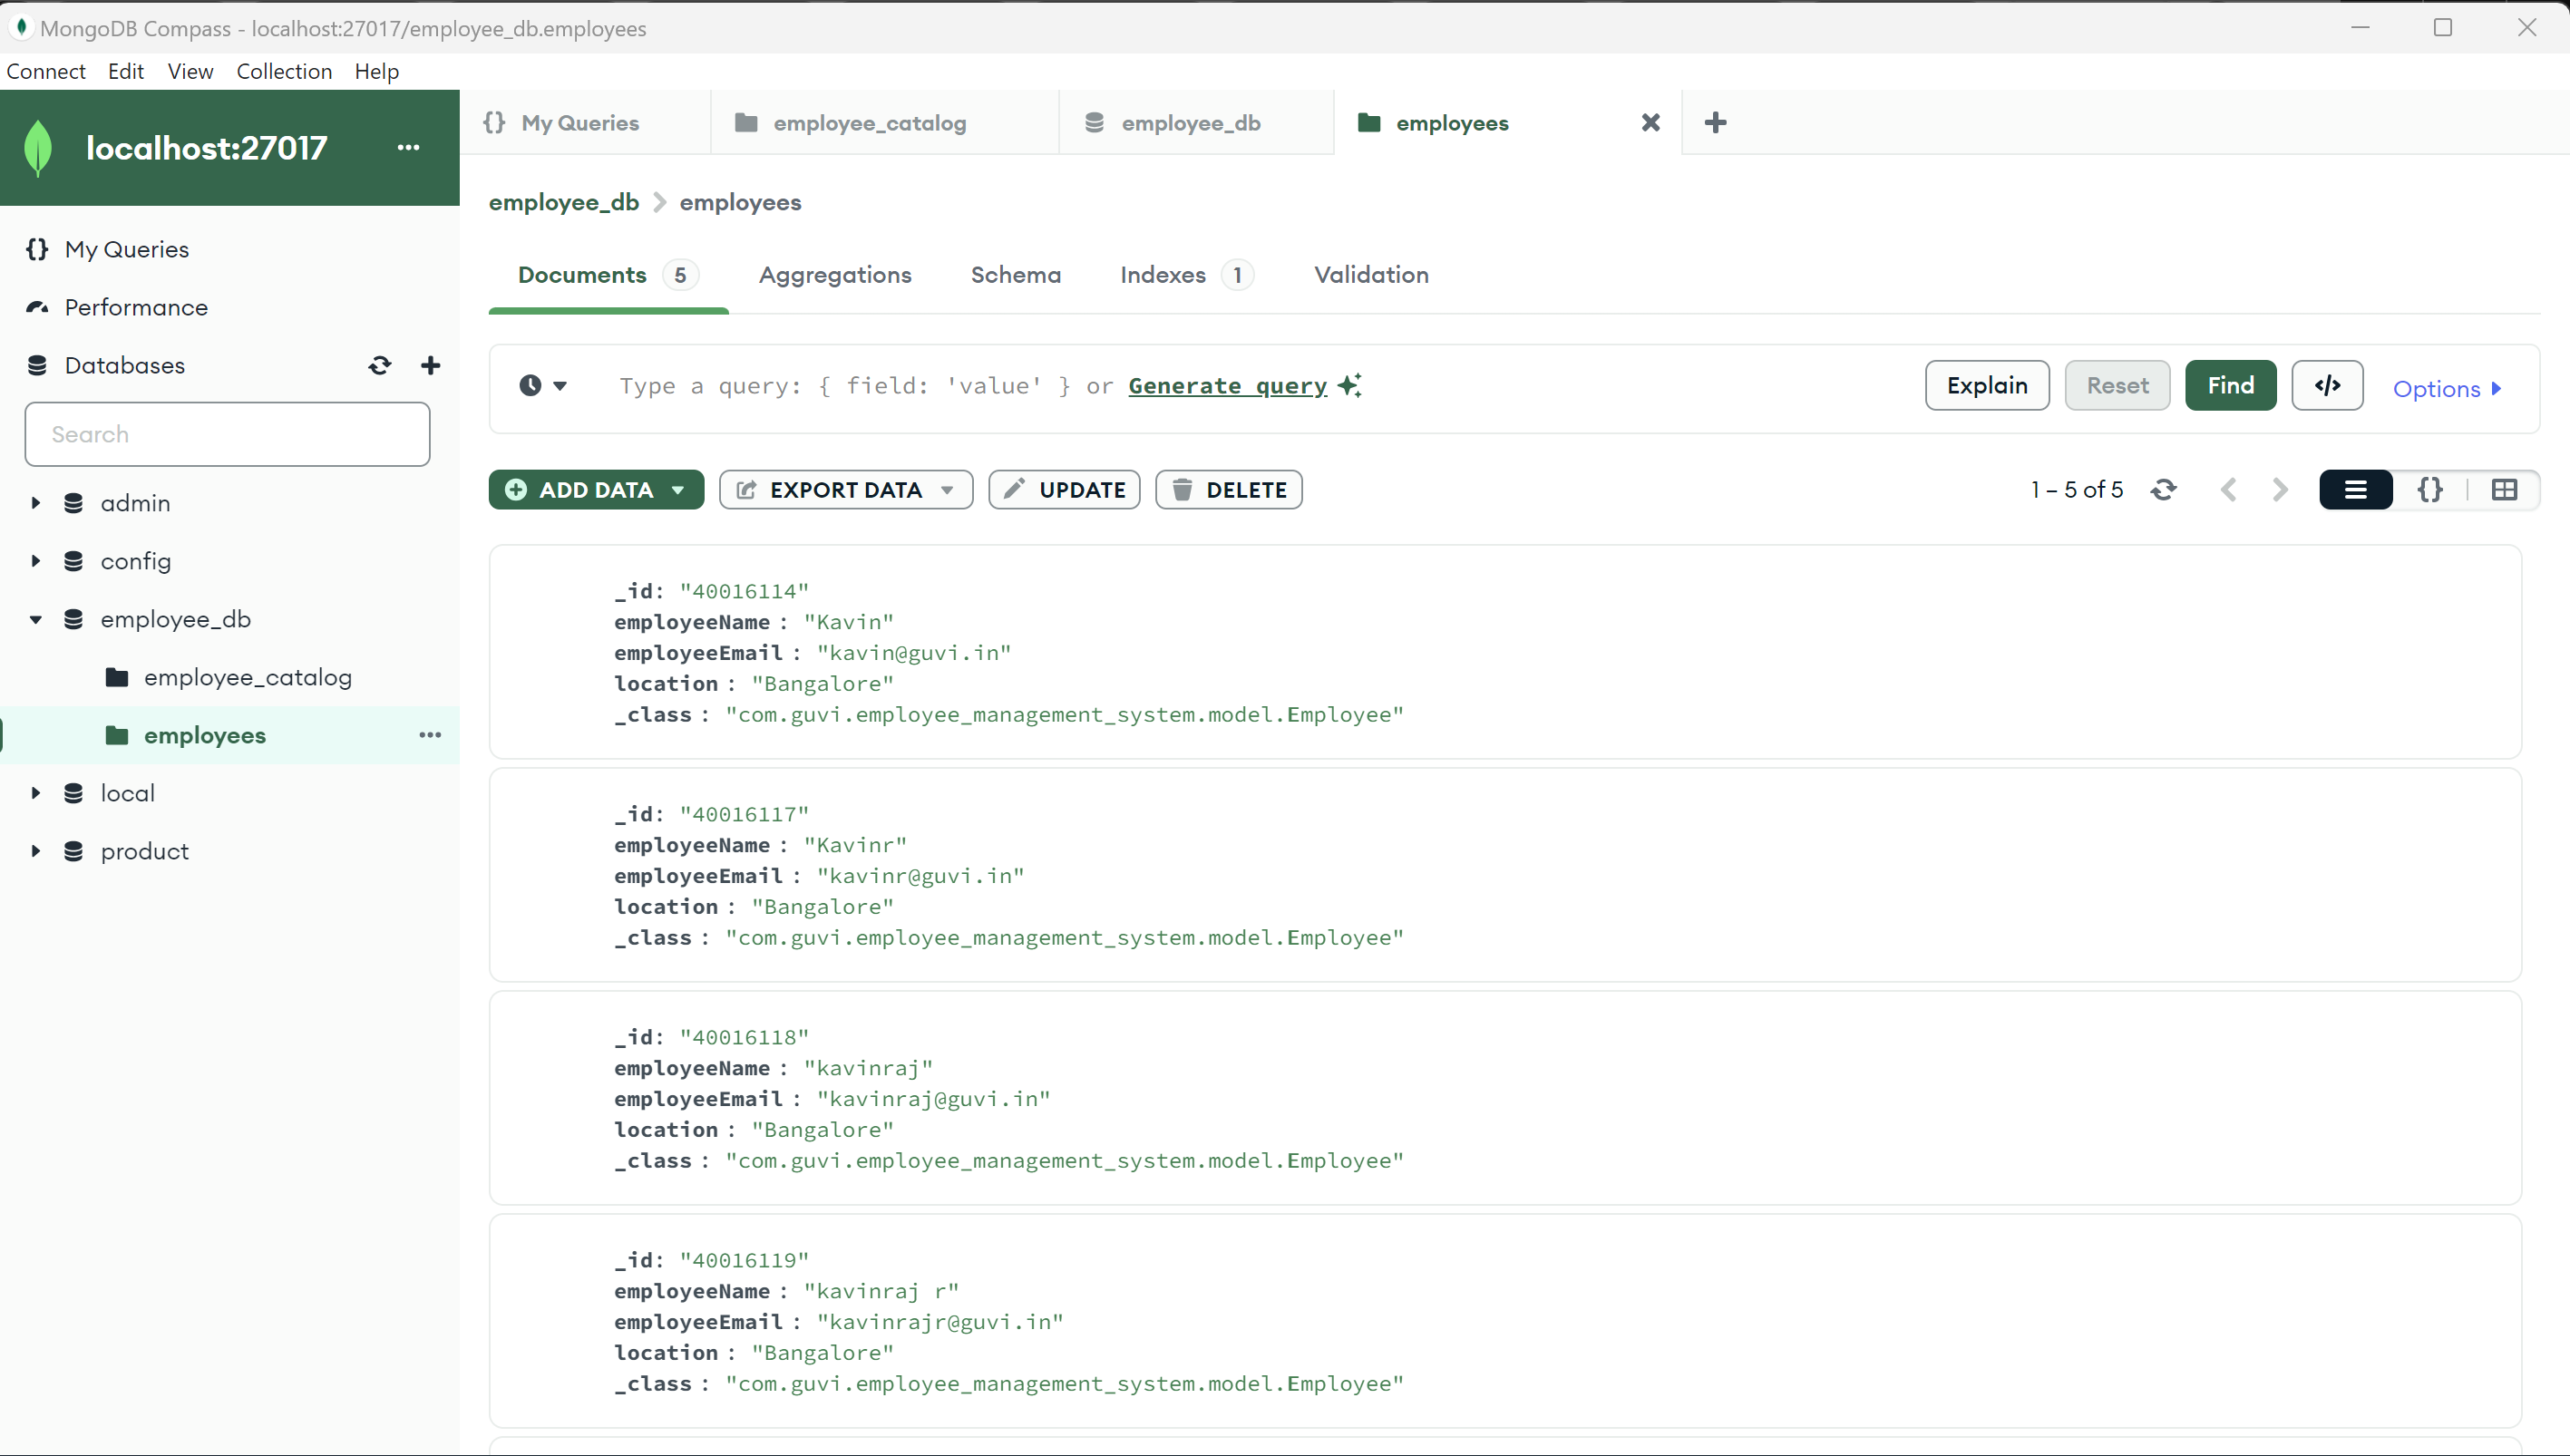 MongoDB Compass - localhost:27017/employee_db.employees
Connect Edit View Collection Help
localhost:27017
My Queries
Performance
Databases
Search
admin
config
employee_db
employee_catalog
employees
local
product
My Queries employee_catalog employee_db employees
employee_db employees
Documents 5 Aggregations Schema Indexes 1 Validation
Type a query: { field: 'value' } or Generate query Explain Reset Find </> Options
ADD DATA EXPORT DATA UPDATE DELETE 1 – 5 of 5 {}
_id: "40016114"
employeeName : "Kavin"
employeeEmail : "kavin@guvi.in"
location : "Bangalore"
_class : "com.guvi.employee_management_system.model.Employee"
_id: "40016117"
employeeName : "Kavinr"
employeeEmail : "kavinr@guvi.in"
location : "Bangalore"
_class : "com.guvi.employee_management_system.model.Employee"
_id: "40016118"
employeeName : "kavinraj"
employeeEmail : "kavinraj@guvi.in"
location : "Bangalore"
_class : "com.guvi.employee_management_system.model.Employee"
_id: "40016119"
employeeName : "kavinraj r"
employeeEmail : "kavinrajr@guvi.in"
location : "Bangalore"
_class : "com.guvi.employee_management_system.model.Employee"